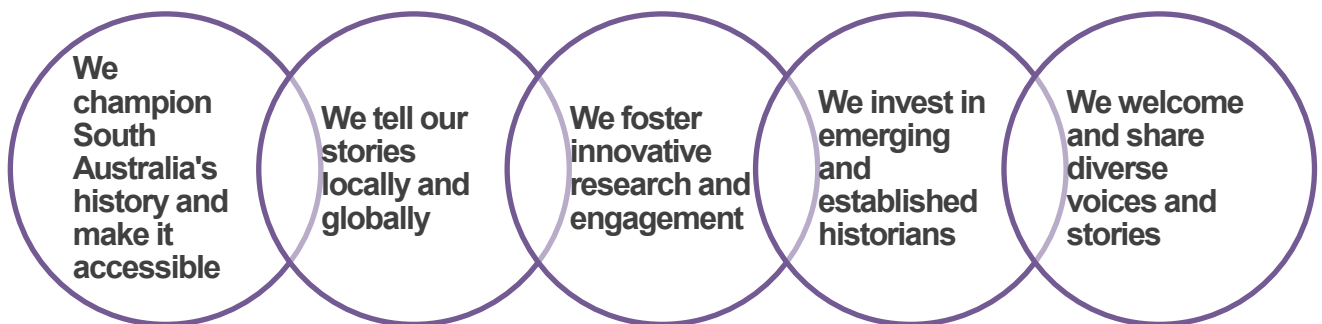 We
champion
South
Australia's
history and
make it
accessible
We tell our
stories
locally and
globally
We foster
innovative
research and
engagement
We invest in
emerging
and
established
historians
We welcome
and share
diverse
voices and
stories